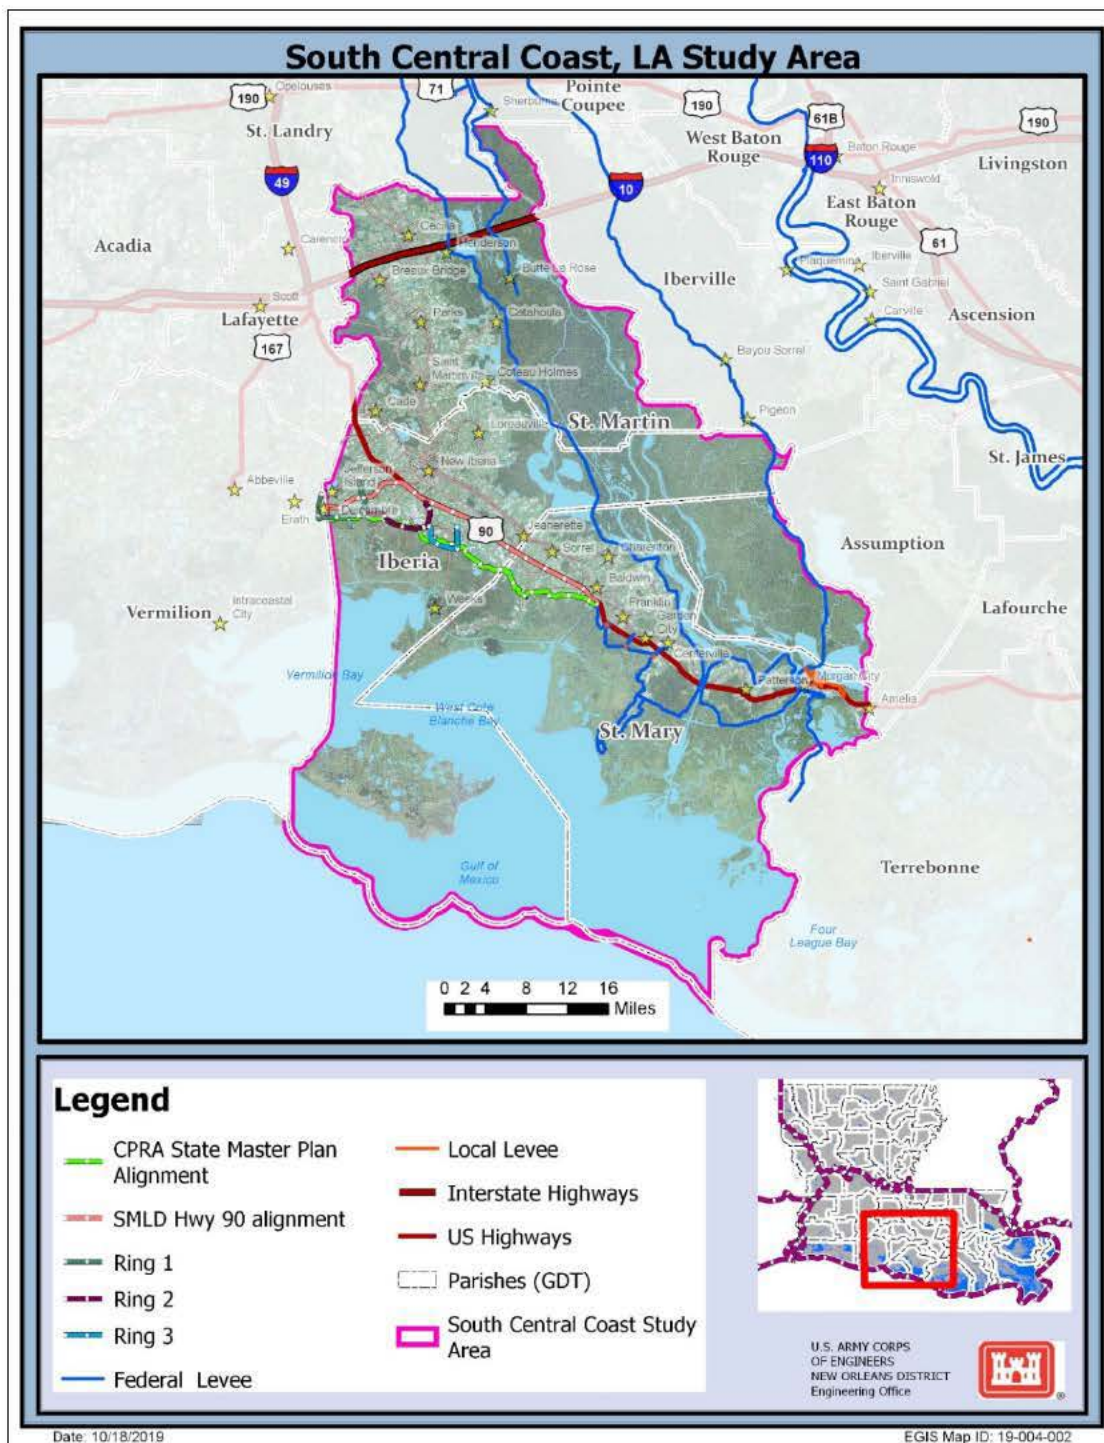 South Central Coast, LA Study Area
Pointe
Coupee
71
190
Opelousas
Sherburne
St. Landry
190
61B
190
West Baton
Rouge
Baton Rouge
110
Livingston
49
10
Inniswold
East Baton
Rouge
Acadia
Carencro
Cecilia
Henderson
61
Breaux Bridge
Butte La Rose
Iberville
Plaquemine
Iberville
Saint Gabriel
Scott
Lafayette
Parks
Catahoula
Carville
Ascension
167
Bayou Sorrel
Saint
Martinville
Coteau Holmes
Cade
St. Martin
Pigeon
Loreauville
St. James
New Iberia
Jefferson
Island
Abbeville
Erath
Delcambre
90
Jeanerette
Sorrel
Charenton
Assumption
Iberia
Baldwin
Vermilion
Intracoastal
City
Weeks
Franklin
Garden
City
Lafourche
Centerville
Vermilion Bay
Patterson
Morgan City
Amelia
West Cote
Blanche Bay
St. Mary
Gulf of
Mexico
Terrebonne
Four
League Bay
0 2 4 8 12 16
Miles
Legend
CPRA State Master Plan
Alignment
SMLD Hwy 90 alignment
Ring 1
Ring 2
Ring 3
Federal Levee
Local Levee
Interstate Highways
US Highways
Parishes (GDT)
South Central Coast Study
Area
U.S. ARMY CORPS
OF ENGINEERS
NEW ORLEANS DISTRICT
Engineering Office
®
Date: 10/18/2019
EGIS Map ID: 19-004-002